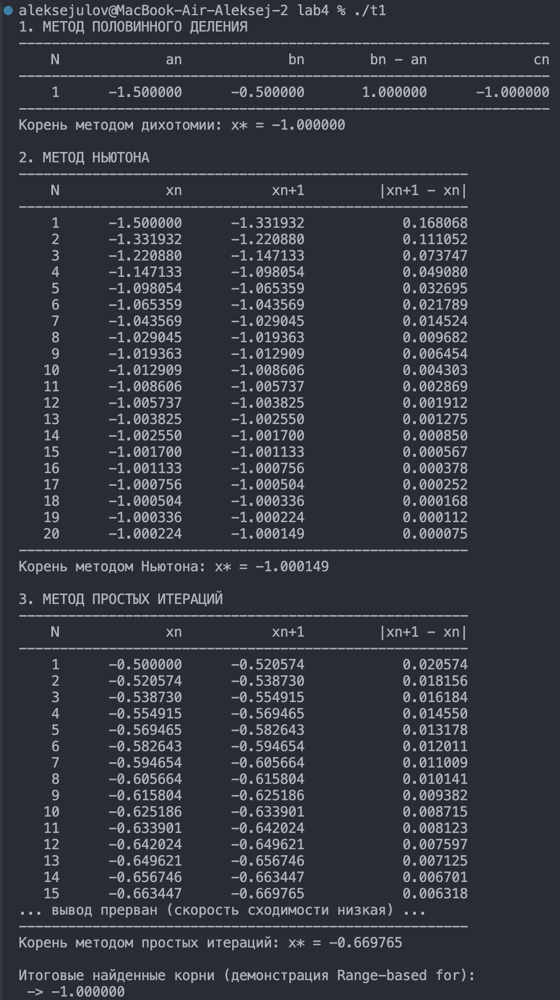 aleksejulov@MacBook-Air-Aleksej-2 lab4 % ./t1
1. МЕТОД ПОЛОВИННОГО ДЕЛЕНИЯ
-----------------------------------------------------------------
N an bn bn - an cn
-----------------------------------------------------------------
1 -1.500000 -0.500000 1.000000 -1.000000
-----------------------------------------------------------------
Корень методом дихотомии: x* = -1.000000

2. МЕТОД НЬЮТОНА
-------------------------------------------------------
N xn xn+1 |xn+1 - xn|
-------------------------------------------------------
1 -1.500000 -1.331932 0.168068
2 -1.331932 -1.220880 0.111052
3 -1.220880 -1.147133 0.073747
4 -1.147133 -1.098054 0.049080
5 -1.098054 -1.065359 0.032695
6 -1.065359 -1.043569 0.021789
7 -1.043569 -1.029045 0.014524
8 -1.029045 -1.019363 0.009682
9 -1.019363 -1.012909 0.006454
10 -1.012909 -1.008606 0.004303
11 -1.008606 -1.005737 0.002869
12 -1.005737 -1.003825 0.001912
13 -1.003825 -1.002550 0.001275
14 -1.002550 -1.001700 0.000850
15 -1.001700 -1.001133 0.000567
16 -1.001133 -1.000756 0.000378
17 -1.000756 -1.000504 0.000252
18 -1.000504 -1.000336 0.000168
19 -1.000336 -1.000224 0.000112
20 -1.000224 -1.000149 0.000075
-------------------------------------------------------
Корень методом Ньютона: x* = -1.000149

3. МЕТОД ПРОСТЫХ ИТЕРАЦИЙ
-------------------------------------------------------
N xn xn+1 |xn+1 - xn|
-------------------------------------------------------
1 -0.500000 -0.520574 0.020574
2 -0.520574 -0.538730 0.018156
3 -0.538730 -0.554915 0.016184
4 -0.554915 -0.569465 0.014550
5 -0.569465 -0.582643 0.013178
6 -0.582643 -0.594654 0.012011
7 -0.594654 -0.605664 0.011009
8 -0.605664 -0.615804 0.010141
9 -0.615804 -0.625186 0.009382
10 -0.625186 -0.633901 0.008715
11 -0.633901 -0.642024 0.008123
12 -0.642024 -0.649621 0.007597
13 -0.649621 -0.656746 0.007125
14 -0.656746 -0.663447 0.006701
15 -0.663447 -0.669765 0.006318
... вывод прерван (скорость сходимости низкая) ...
-------------------------------------------------------
Корень методом простых итераций: x* = -0.669765

Итоговые найденные корни (демонстрация Range-based for):
-> -1.000000